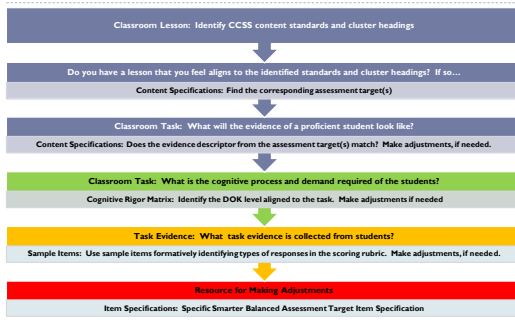 Classroom Lesson: Identify CCSS content standards and cluster headings
Do you have a lesson that you feel aligns to the identified standards and cluster headings? If so…
Content Specifications: Find the corresponding assessment target(s)
Classroom Task: What will the evidence of a proficient student look like?
Content Specifications: Does the evidence descriptor from the assessment target(s) match? Make adjustments, if needed.
Classroom Task: What is the cognitive process and demand required of the students?
Cognitive Rigor Matrix: Identify the DOK level aligned to the task. Make adjustments if needed
Task Evidence: What task evidence is collected from students?
Sample Items: Use sample items formatively identifying types of responses in the scoring rubric. Make adjustments, if needed.
Resource for Making Adjustments
Item Specifications: Specific Smarter Balanced Assessment Target Item Specification